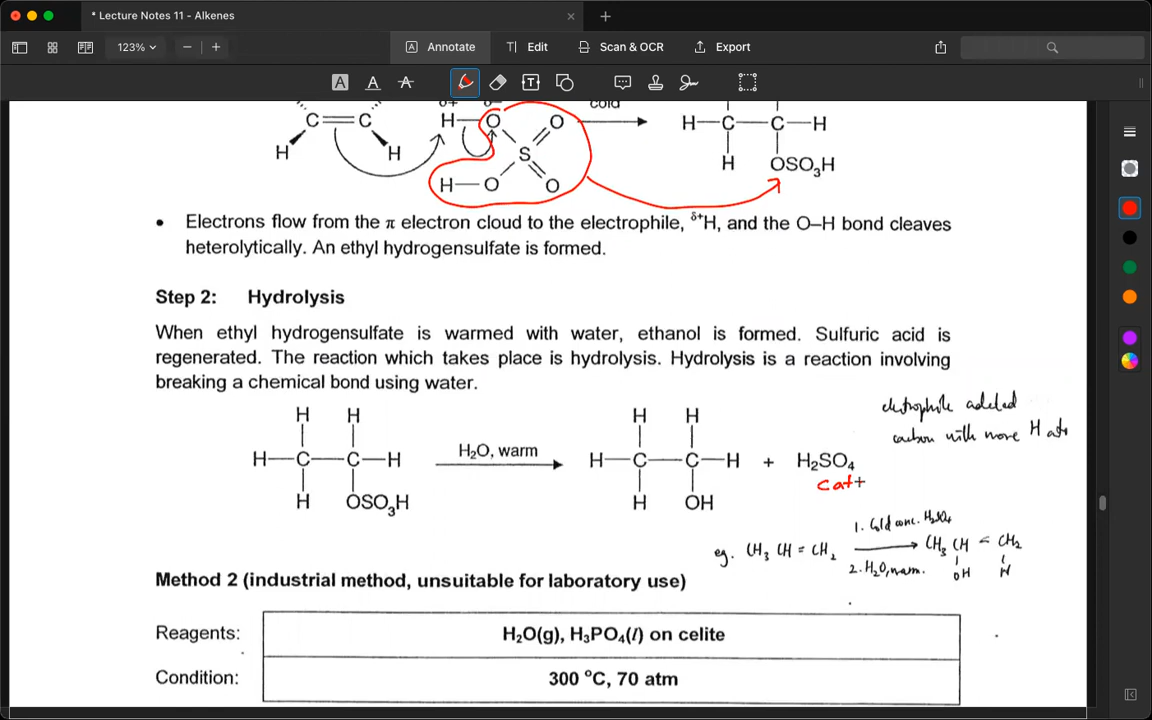 * Lecture Notes 11 - Alkenes
123%
Annotate
Edit
Scan & OCR
Export
cold
C C
H O O
H H
S
H O O
H C C H
H OSO₃H
• Electrons flow from the π electron cloud to the electrophile, δ+H, and the O–H bond cleaves
heterolytically. An ethyl hydrogensulfate is formed.
Step 2: Hydrolysis
When ethyl hydrogensulfate is warmed with water, ethanol is formed. Sulfuric acid is
regenerated. The reaction which takes place is hydrolysis. Hydrolysis is a reaction involving
breaking a chemical bond using water.
electrophile added
carbon with more H
H H
H C C H
H OSO₃H
H₂O, warm
H H
H C C H + H₂SO₄
H OH
cat
eg. CH₃ CH = CH₂
1. Cold conc. H₂SO₄
2. H₂O, warm.
CH₃ CH = CH₂
OH H
Method 2 (industrial method, unsuitable for laboratory use)
Reagents: H₂O(g), H₃PO₄(l) on celite
Condition: 300 °C, 70 atm